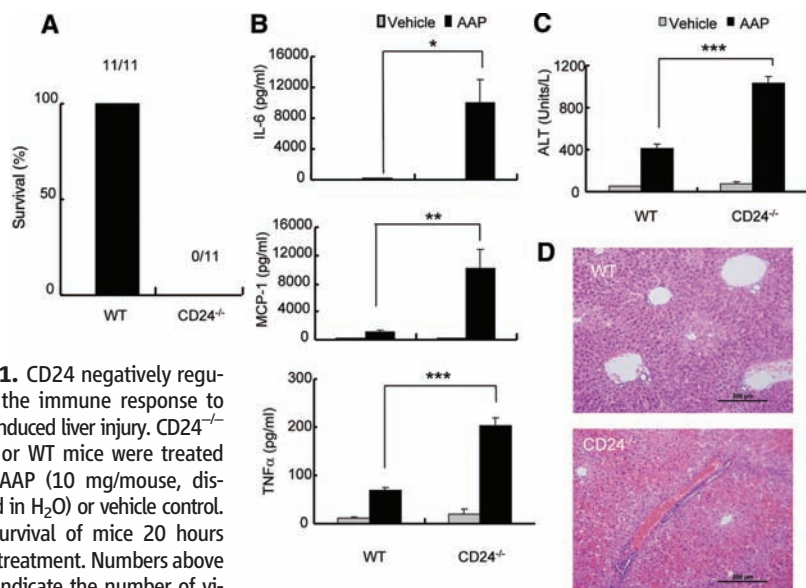 A
11/11
100
50
0
Survival (%)
0/11
WT
CD24-/-
B
Vehicle AAP
*
16000
12000
8000
4000
0
IL-6 (pg/ml)
**
16000
12000
8000
4000
0
MCP-1 (pg/ml)
***
300
200
100
0
TNFα (pg/ml)
WT
CD24-/-
C
Vehicle AAP
***
1200
800
400
0
ALT (Units/L)
WT
CD24-/-
D
WT
CD24-/-
1. CD24 negatively regu-
the immune response to
nduced liver injury. CD24−/−
or WT mice were treated
AAP (10 mg/mouse, dis-
d in H2O) or vehicle control.
urvival of mice 20 hours
treatment. Numbers above
ndicate the number of vi-